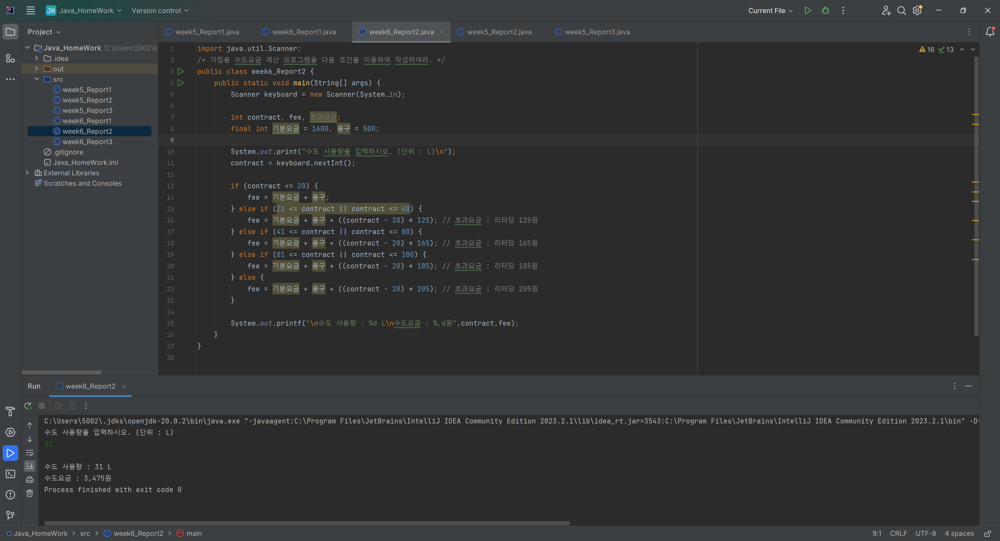 JH Java_HomeWork Version control Current File
Project
week5_Report1.java week6_Report1.java week6_Report2.java week5_Report2.java week5_Report3.java
Java_HomeWork C:\Users\5002\Id
.idea
out
src
week5_Report1
week5_Report2
week5_Report3
week6_Report1
week6_Report2
week6_Report3
.gitignore
Java_HomeWork.iml
External Libraries
Scratches and Consoles
16 13
1 import java.util.Scanner;
2 /* 가정용 수도요금 계산 프로그램을 다음 조건을 이용하여 작성하여라. */
3 public class week6_Report2 {
4 public static void main(String[] args) {
5 Scanner keyboard = new Scanner(System.in);
6
7 int contract, fee, 초과요금;
8 final int 기본요금 = 1600, 용구 = 500;
9
10 System.out.print("수도 사용량을 입력하시오. (단위 : L)\n");
11 contract = keyboard.nextInt();
12
13 if (contract <= 20) {
14 fee = 기본요금 + 용구;
15 } else if (21 <= contract || contract <= 40) {
16 fee = 기본요금 + 용구 + ((contract - 20) * 125); // 초과요금 : 리터당 125원
17 } else if (41 <= contract || contract <= 80) {
18 fee = 기본요금 + 용구 + ((contract - 20) * 165); // 초과요금 : 리터당 165원
19 } else if (81 <= contract || contract <= 100) {
20 fee = 기본요금 + 용구 + ((contract - 20) * 185); // 초과요금 : 리터당 185원
21 } else {
22 fee = 기본요금 + 용구 + ((contract - 20) * 205); // 초과요금 : 리터당 205원
23 }
24
25 System.out.printf("\n수도 사용량 : %d L\n수도요금 : %,d원",contract,fee);
26 }
27 }
28
Run week6_Report2
C:\Users\5002\.jdks\openjdk-20.0.2\bin\java.exe "-javaagent:C:\Program Files\JetBrains\IntelliJ IDEA Community Edition 2023.2.1\lib\idea_rt.jar=3543:C:\Program Files\JetBrains\IntelliJ IDEA Community Edition 2023.2.1\bin" -Df
수도 사용량을 입력하시오. (단위 : L)
31
수도 사용량 : 31 L
수도요금 : 3,475원
Process finished with exit code 0
Java_HomeWork > src > week6_Report2 > main 9:1 CRLF UTF-8 4 spaces